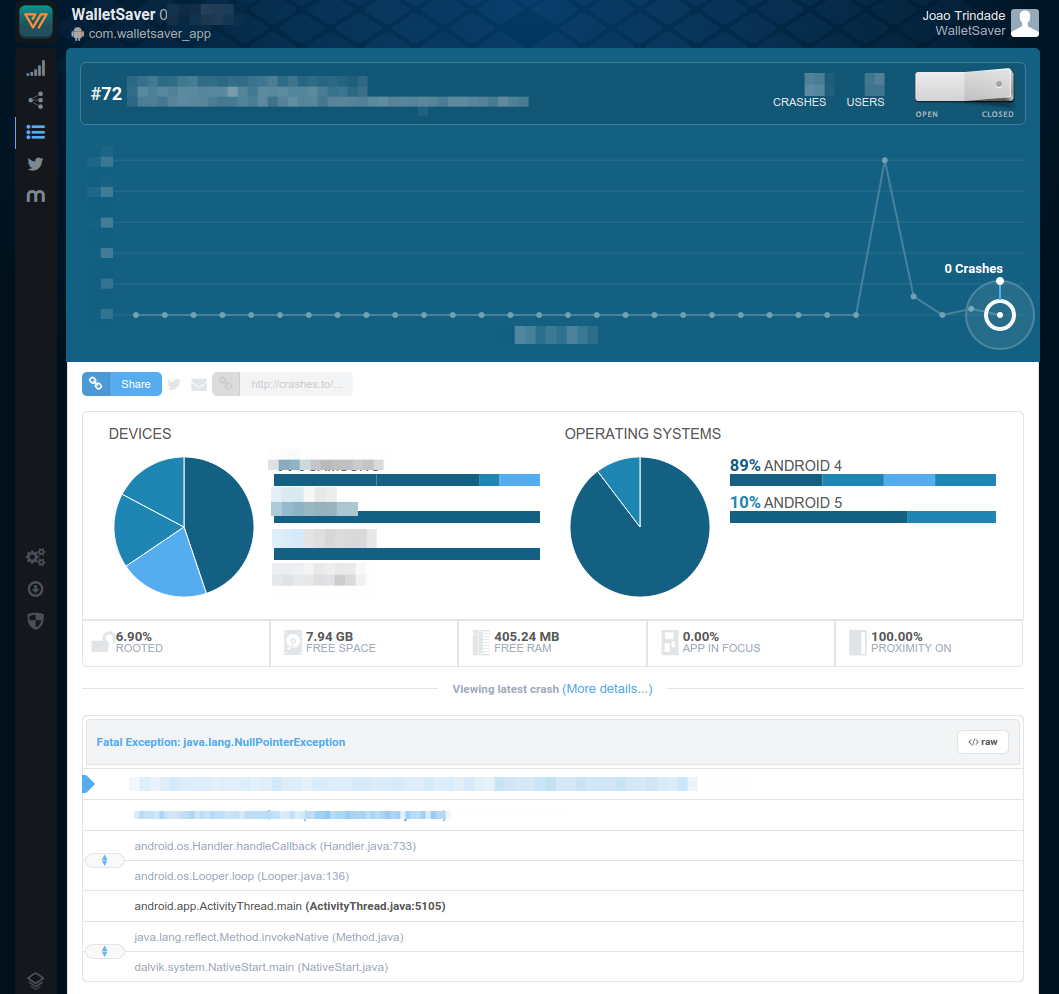 WalletSaver 0
com.walletsaver_app
Joao Trindade
WalletSaver
#72
CRASHES
USERS
OPEN
CLOSED
0 Crashes
Share
http://crashes.to/...
DEVICES
OPERATING SYSTEMS
89% ANDROID 4
10% ANDROID 5
6.90%
ROOTED
7.94 GB
FREE SPACE
405.24 MB
FREE RAM
0.00%
APP IN FOCUS
100.00%
PROXIMITY ON
Viewing latest crash (More details...)
Fatal Exception: java.lang.NullPointerException
</> raw
android.os.Handler.handleCallback (Handler.java:733)
android.os.Looper.loop (Looper.java:136)
android.app.ActivityThread.main (ActivityThread.java:5105)
java.lang.reflect.Method.invokeNative (Method.java)
dalvik.system.NativeStart.main (NativeStart.java)